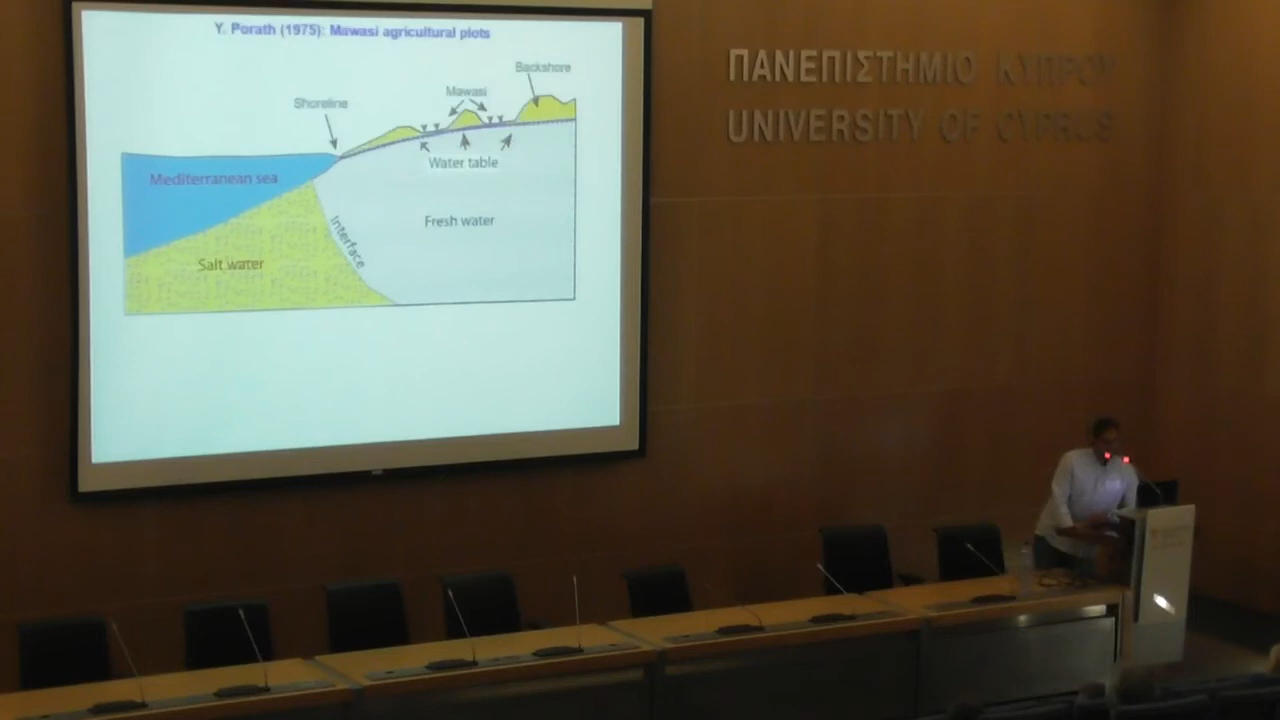 Y. Porath (1975): Mawasi agricultural plots
Backshore
Mawasi
Shoreline
Water table
Mediterranean sea
Fresh water
Interface
Salt water
ΠΑΝΕΠΙΣΤΗΜΙΟ ΚΥΠΡΟΥ
UNIVERSITY OF CYPRUS